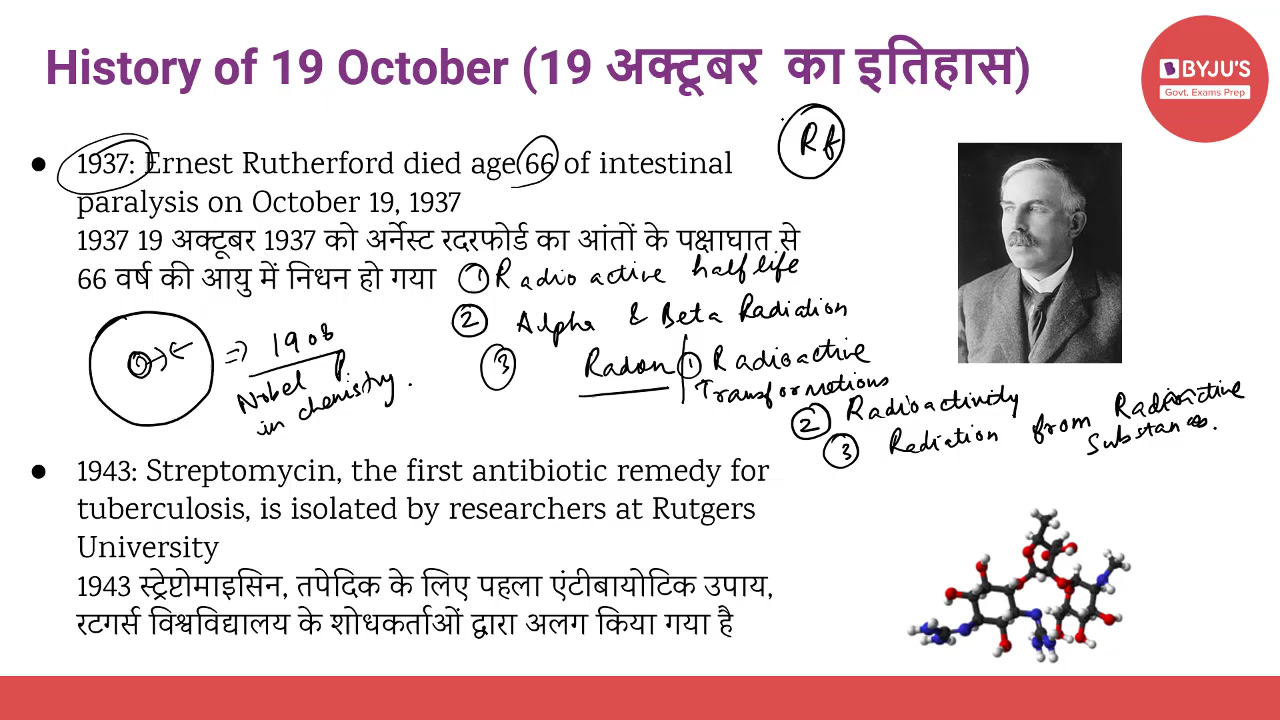 History of 19 October (19 अक्टूबर का इतिहास)
BYJU'S
Govt. Exams Prep
Rf
1937: Ernest Rutherford died age 66 of intestinal
paralysis on October 19, 1937
1937 19 अक्टूबर 1937 को अर्नेस्ट रदरफोर्ड का आंतों के पक्षाघात से
66 वर्ष की आयु में निधन हो गया
① Radioactive half life
② Alpha & Beta Radiation
③ Radon
① Radioactive
Transformations
② Radioactivity
③ Radiation from Radioactive
Substances.
⇒ 1908
Nobel P
in chemistry.
1943: Streptomycin, the first antibiotic remedy for
tuberculosis, is isolated by researchers at Rutgers
University
1943 स्ट्रेप्टोमाइसिन, तपेदिक के लिए पहला एंटीबायोटिक उपाय,
रटगर्स विश्वविद्यालय के शोधकर्ताओं द्वारा अलग किया गया है